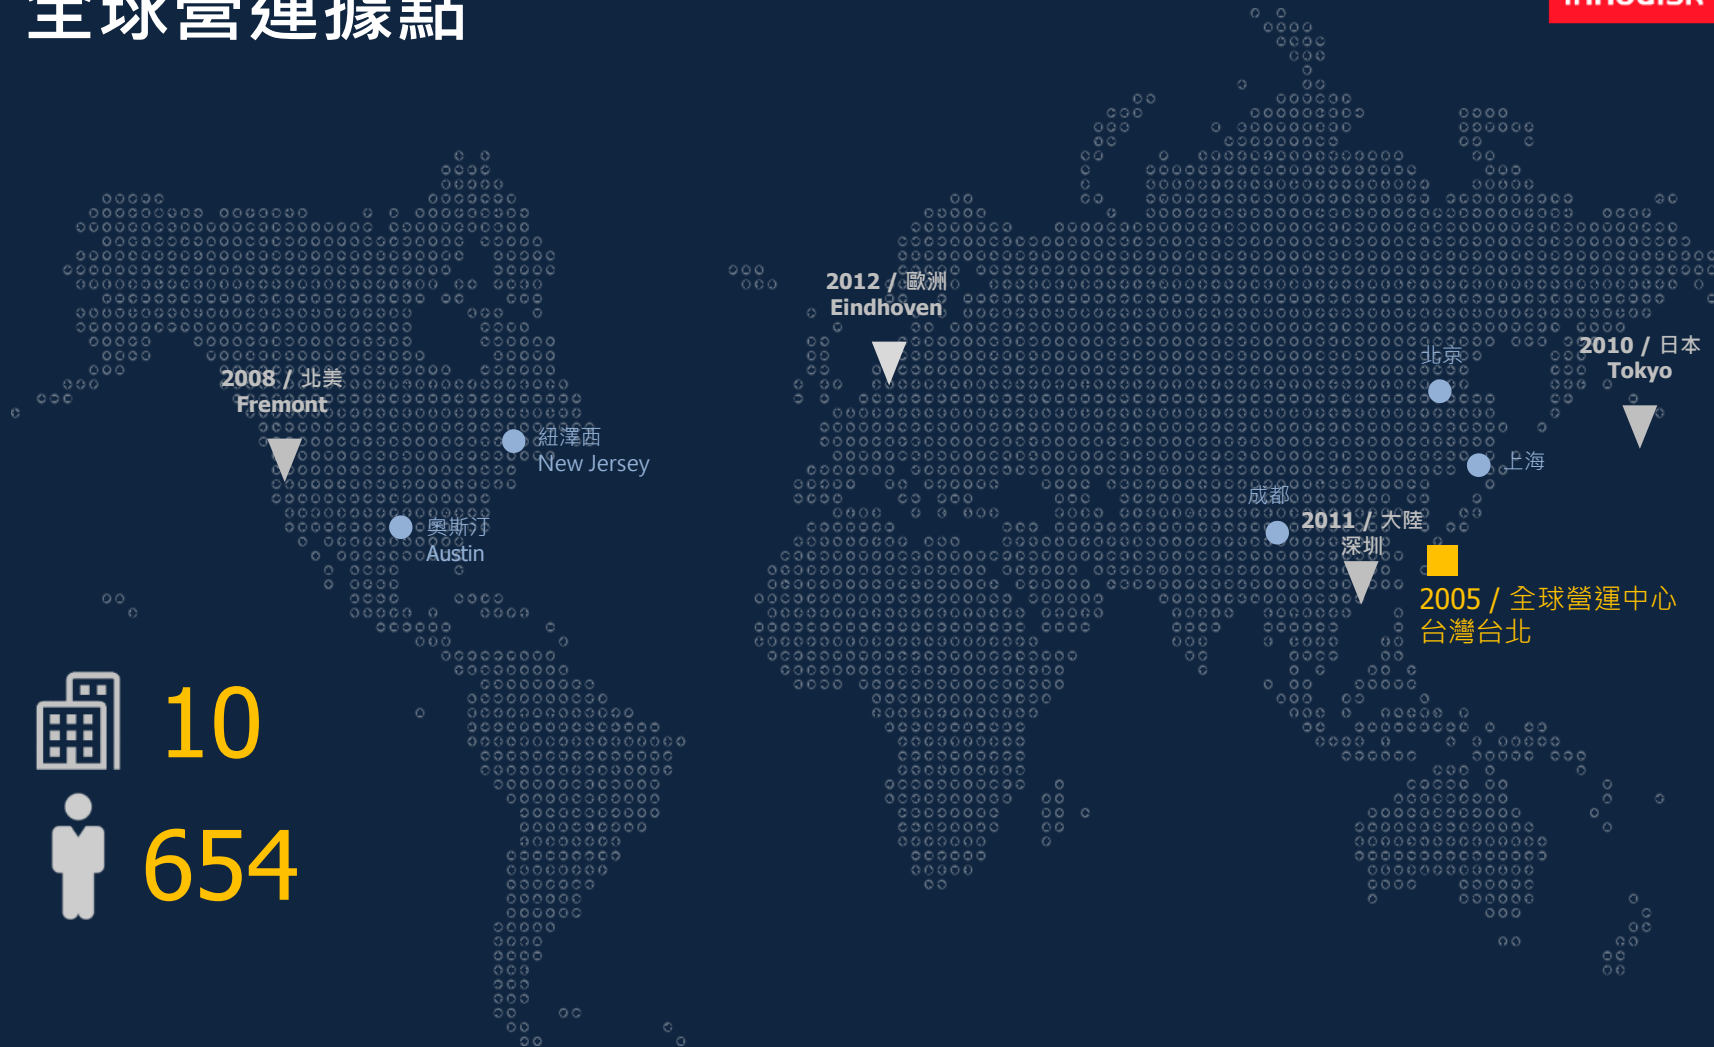 全球營運據點
innodisk
2012 / 歐洲
Eindhoven
2008 / 北美
Fremont
紐澤西
New Jersey
奧斯汀
Austin
北京
2010 / 日本
Tokyo
上海
成都
2011 / 大陸
深圳
2005 / 全球營運中心
台灣台北
10
654